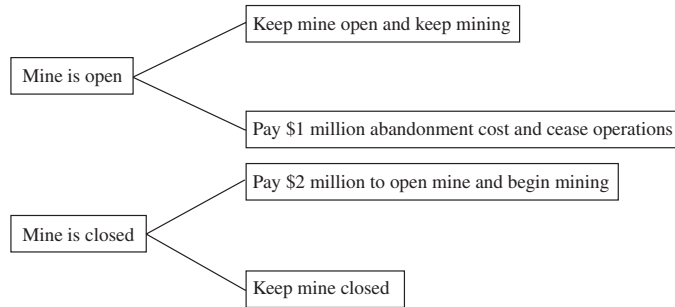 Keep mine open and keep mining
Mine is open
Pay $1 million abandonment cost and cease operations
Pay $2 million to open mine and begin mining
Mine is closed
Keep mine closed